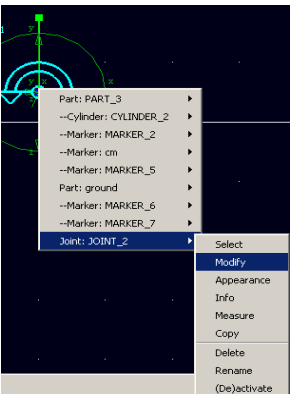 y
y
x
x
Part: PART_3
--Cylinder: CYLINDER_2
--Marker: MARKER_2
--Marker: cm
--Marker: MARKER_5
Part: ground
--Marker: MARKER_6
--Marker: MARKER_7
Joint: JOINT_2
Select
Modify
Appearance
Info
Measure
Copy
Delete
Rename
(De)activate